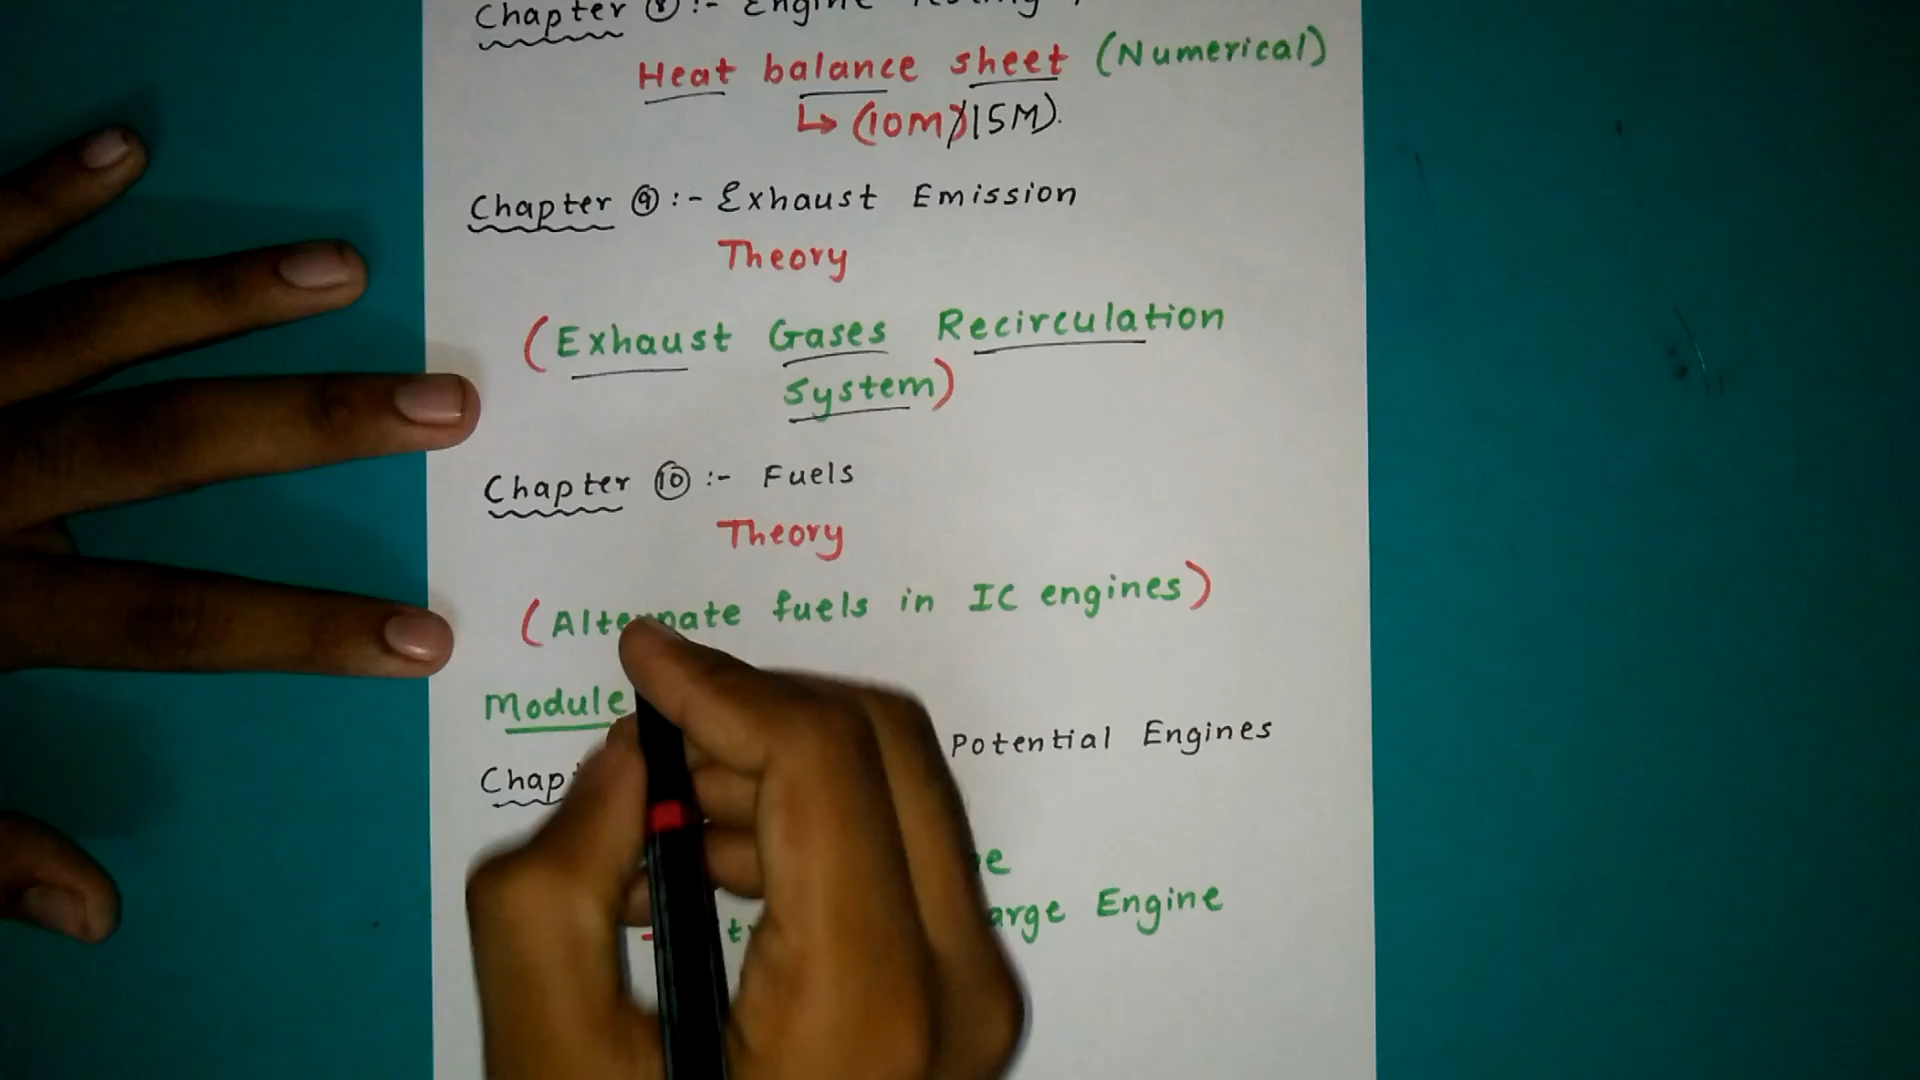 Chapter ⑧:- Engine
Heat balance sheet (Numerical)
↳ (10M)/15M).
Chapter ⑨:- Exhaust Emission
Theory
(Exhaust Gases Recirculation
System)
Chapter ⑩:- Fuels
Theory
(Alternate fuels in IC engines)
Module
Potential Engines
Engine